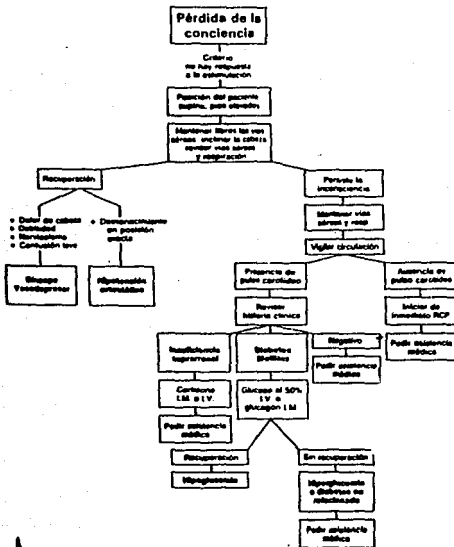 Pérdida de la
conciencia
Criterio
no hay respuesta
a la estimulación
Posición del paciente
supina, pies elevados
Mantener libres las vías
aéreas, inclinar la cabeza
revisar vías aéreas
y respiración
Recuperación
Persiste la
inconsciencia
Dolor de cabeza
Debilidad
Nerviosismo
Confusión leve
Desvanecimiento
en posición
erecta
Mantener vías
aéreas y resp
Vigilar circulación
Síncope
Vasodepresor
Hipotensión
ortostática
Presencia de
pulso carotídeo
Ausencia de
pulso carotídeo
Revisar
historia clínica
Iniciar de
inmediato RCP
Insuficiencia
suprarrenal
Diabetes
Mellitus
Negativo
Pedir asistencia
médica
Pedir asistencia
médica
Cortisona
I.M. o I.V.
Glucosa al 50%
I.V. o
glucagón I.M.
Pedir asistencia
médica
Recuperación
Sin recuperación
Hipoglucemia
Hiperglucemia
o diabetes no
relacionada
Pedir asistencia
médica